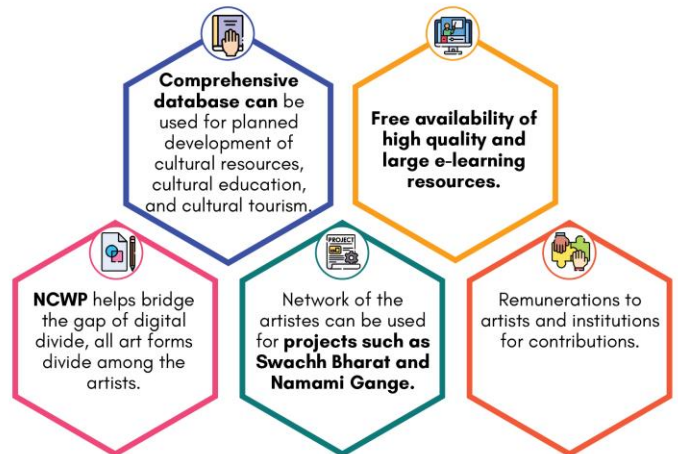 Comprehensive
database can be
used for planned
development of
cultural resources,
cultural education,
and cultural tourism.
Free availability of
high quality and
large e-learning
resources.
NCWP helps bridge
the gap of digital
divide, all art forms
divide among the
artists.
PROJECT
Network of the
artistes can be used
for projects such as
Swachh Bharat and
Namami Gange.
Remunerations to
artists and institutions
for contributions.